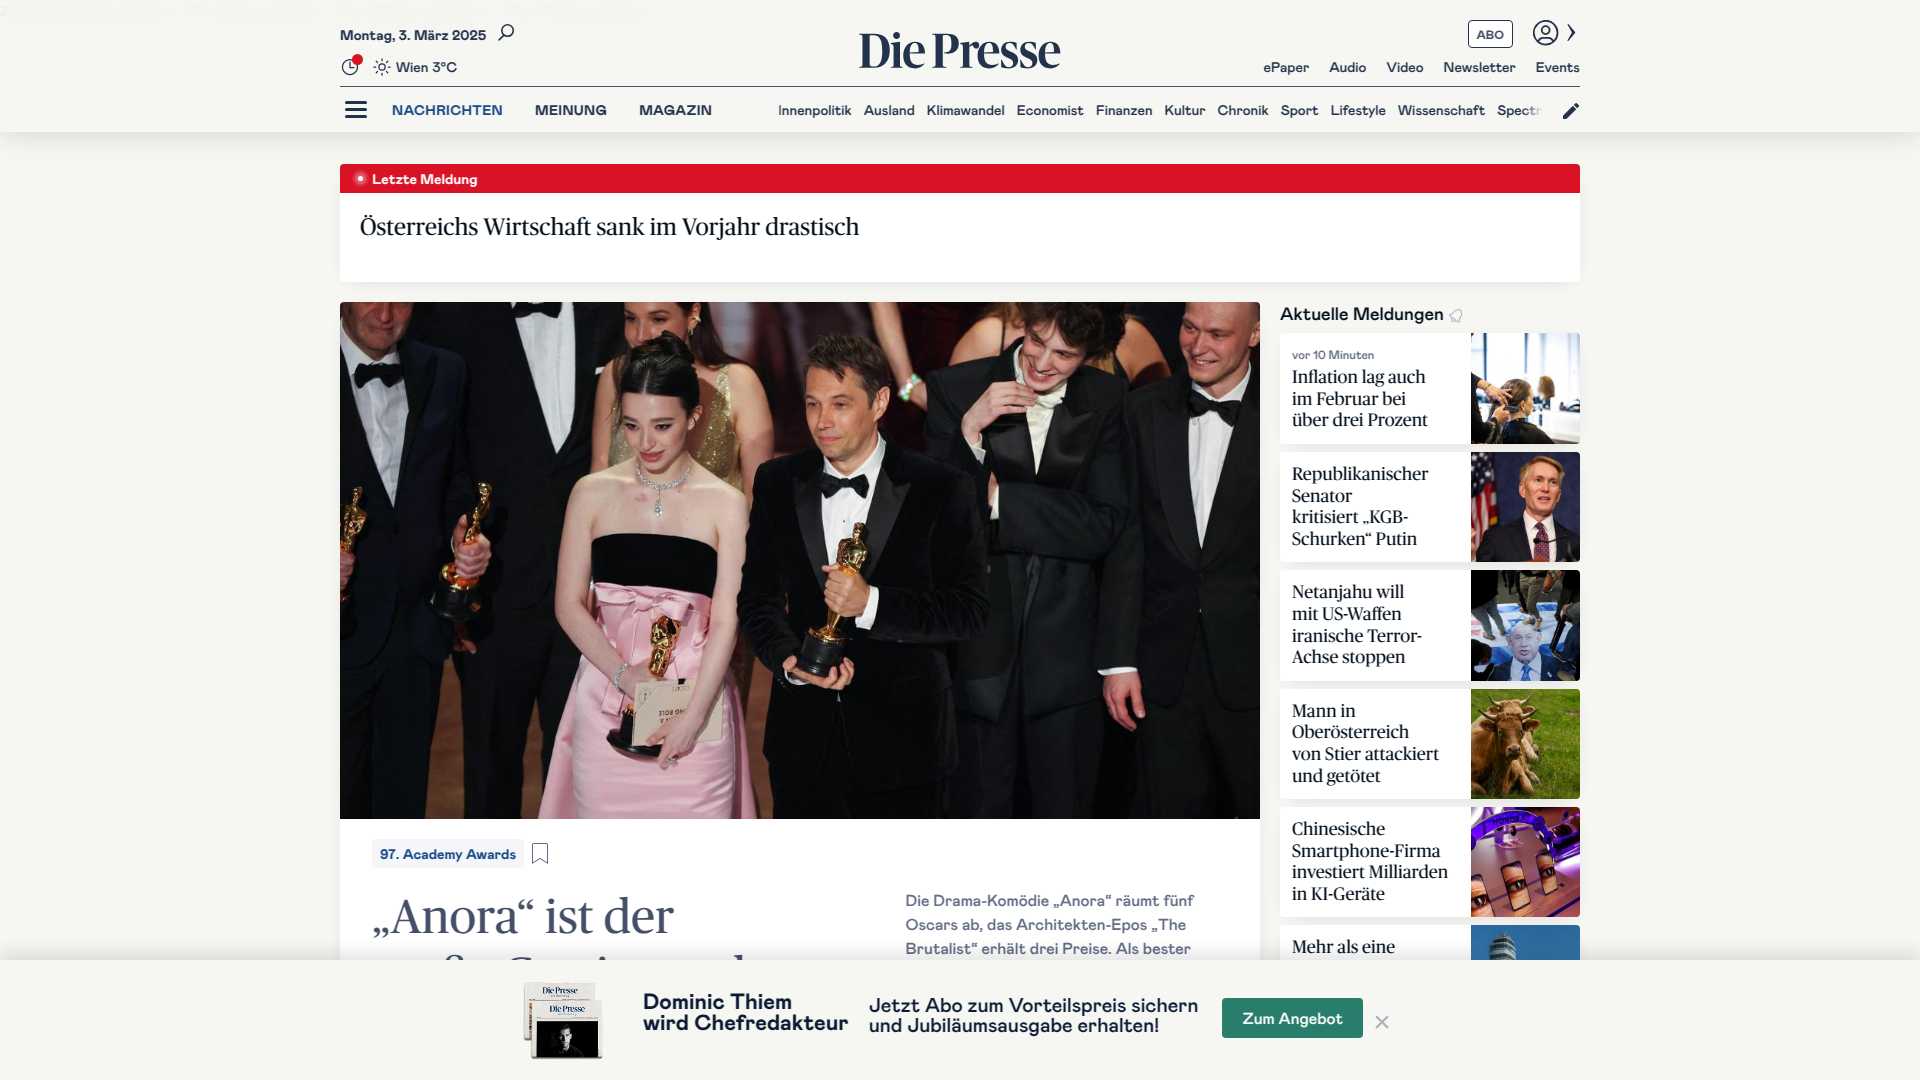 Montag, 3. März 2025
Die Presse
ABO
Wien 3°C
ePaper Audio Video Newsletter Events
NACHRICHTEN MEINUNG MAGAZIN
Innenpolitik Ausland Klimawandel Economist Finanzen Kultur Chronik Sport Lifestyle Wissenschaft Spectr
Letzte Meldung
Österreichs Wirtschaft sank im Vorjahr drastisch
Aktuelle Meldungen
vor 10 Minuten
Inflation lag auch
im Februar bei
über drei Prozent
Republikanischer
Senator
kritisiert „KGB-
Schurken“ Putin
Netanjahu will
mit US-Waffen
iranische Terror-
Achse stoppen
Mann in
Oberösterreich
von Stier attackiert
und getötet
Chinesische
Smartphone-Firma
investiert Milliarden
in KI-Geräte
Mehr als eine
97. Academy Awards
„Anora“ ist der
Die Drama-Komödie „Anora“ räumt fünf
Oscars ab, das Architekten-Epos „The
Brutalist“ erhält drei Preise. Als bester
Die Presse
Die Presse
Dominic Thiem
wird Chefredakteur
Jetzt Abo zum Vorteilspreis sichern
und Jubiläumsausgabe erhalten!
Zum Angebot